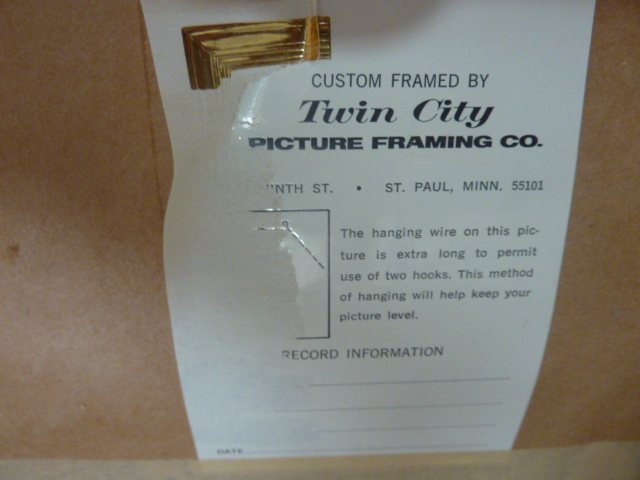 CUSTOM FRAMED BY
Twin City
PICTURE FRAMING CO.
ST. • ST. PAUL, MINN. 55101
The hanging wire on this pic-
ture is extra long to permit
use of two hooks. This method
of hanging will help keep your
picture level.
RECORD INFORMATION
DATE